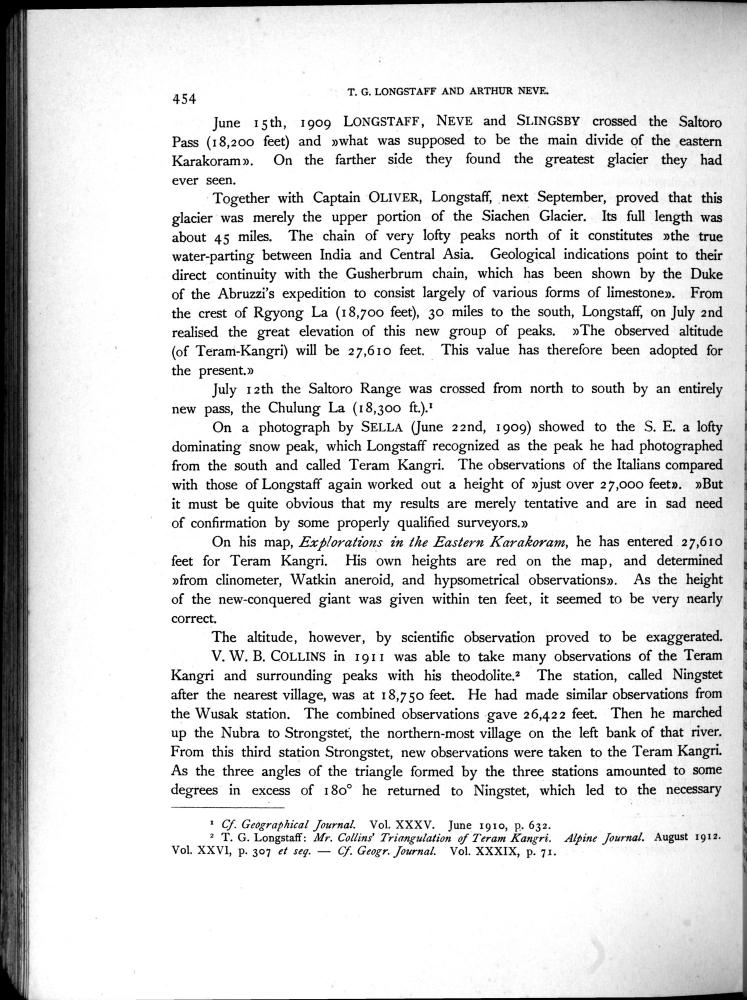 454
T. G. LONGSTAFF AND ARTHUR NEVE.
June 15th, 1909 LONGSTAFF, NEVE and SLINGSBY crossed the Saltoro
Pass (18,200 feet) and »what was supposed to be the main divide of the eastern
Karakoram». On the farther side they found the greatest glacier they had
ever seen.
Together with Captain OLIVER, Longstaff, next September, proved that this
glacier was merely the upper portion of the Siachen Glacier. Its full length was
about 45 miles. The chain of very lofty peaks north of it constitutes »the true
water-parting between India and Central Asia. Geological indications point to their
direct continuity with the Gusherbrum chain, which has been shown by the Duke
of the Abruzzi's expedition to consist largely of various forms of limestone». From
the crest of Rgyong La (18,700 feet), 30 miles to the south, Longstaff, on July 2nd
realised the great elevation of this new group of peaks. »The observed altitude
(of Teram-Kangri) will be 27,610 feet. This value has therefore been adopted for
the present.»
July 12th the Saltoro Range was crossed from north to south by an entirely
new pass, the Chulung La (18,300 ft.).¹
On a photograph by SELLA (June 22nd, 1909) showed to the S. E. a lofty
dominating snow peak, which Longstaff recognized as the peak he had photographed
from the south and called Teram Kangri. The observations of the Italians compared
with those of Longstaff again worked out a height of »just over 27,000 feet». »But
it must be quite obvious that my results are merely tentative and are in sad need
of confirmation by some properly qualified surveyors.»
On his map, Explorations in the Eastern Karakoram, he has entered 27,610
feet for Teram Kangri. His own heights are red on the map, and determined
»from clinometer, Watkin aneroid, and hypsometrical observations». As the height
of the new-conquered giant was given within ten feet, it seemed to be very nearly
correct.
The altitude, however, by scientific observation proved to be exaggerated.
V. W. B. COLLINS in 1911 was able to take many observations of the Teram
Kangri and surrounding peaks with his theodolite.² The station, called Ningstet
after the nearest village, was at 18,750 feet. He had made similar observations from
the Wusak station. The combined observations gave 26,422 feet. Then he marched
up the Nubra to Strongstet, the northern-most village on the left bank of that river.
From this third station Strongstet, new observations were taken to the Teram Kangri.
As the three angles of the triangle formed by the three stations amounted to some
degrees in excess of 180° he returned to Ningstet, which led to the necessary
¹ Cf. Geographical Journal. Vol. XXXV. June 1910, p. 632.
² T. G. Longstaff: Mr. Collins' Triangulation of Teram Kangri. Alpine Journal. August 1912.
Vol. XXVI, p. 307 et seq. — Cf. Geogr. Journal. Vol. XXXIX, p. 71.